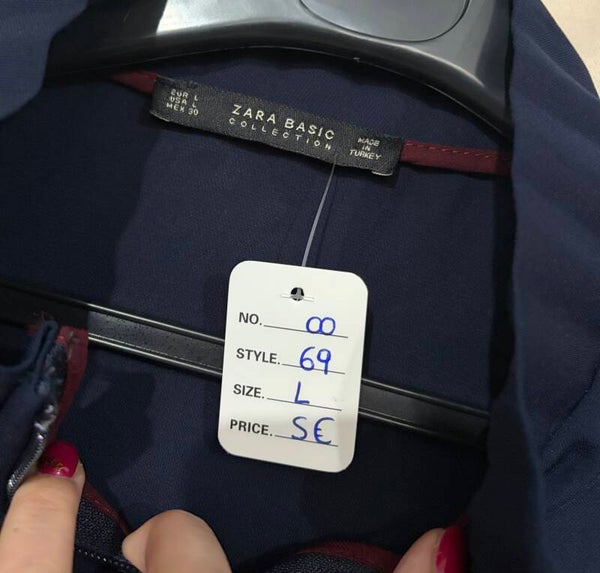 EUR L
USA L
MEX 30
ZARA BASIC
COLLECTION
MADE
IN
TURKEY
NO. ∞
STYLE. 69
SIZE. L
PRICE. 5€